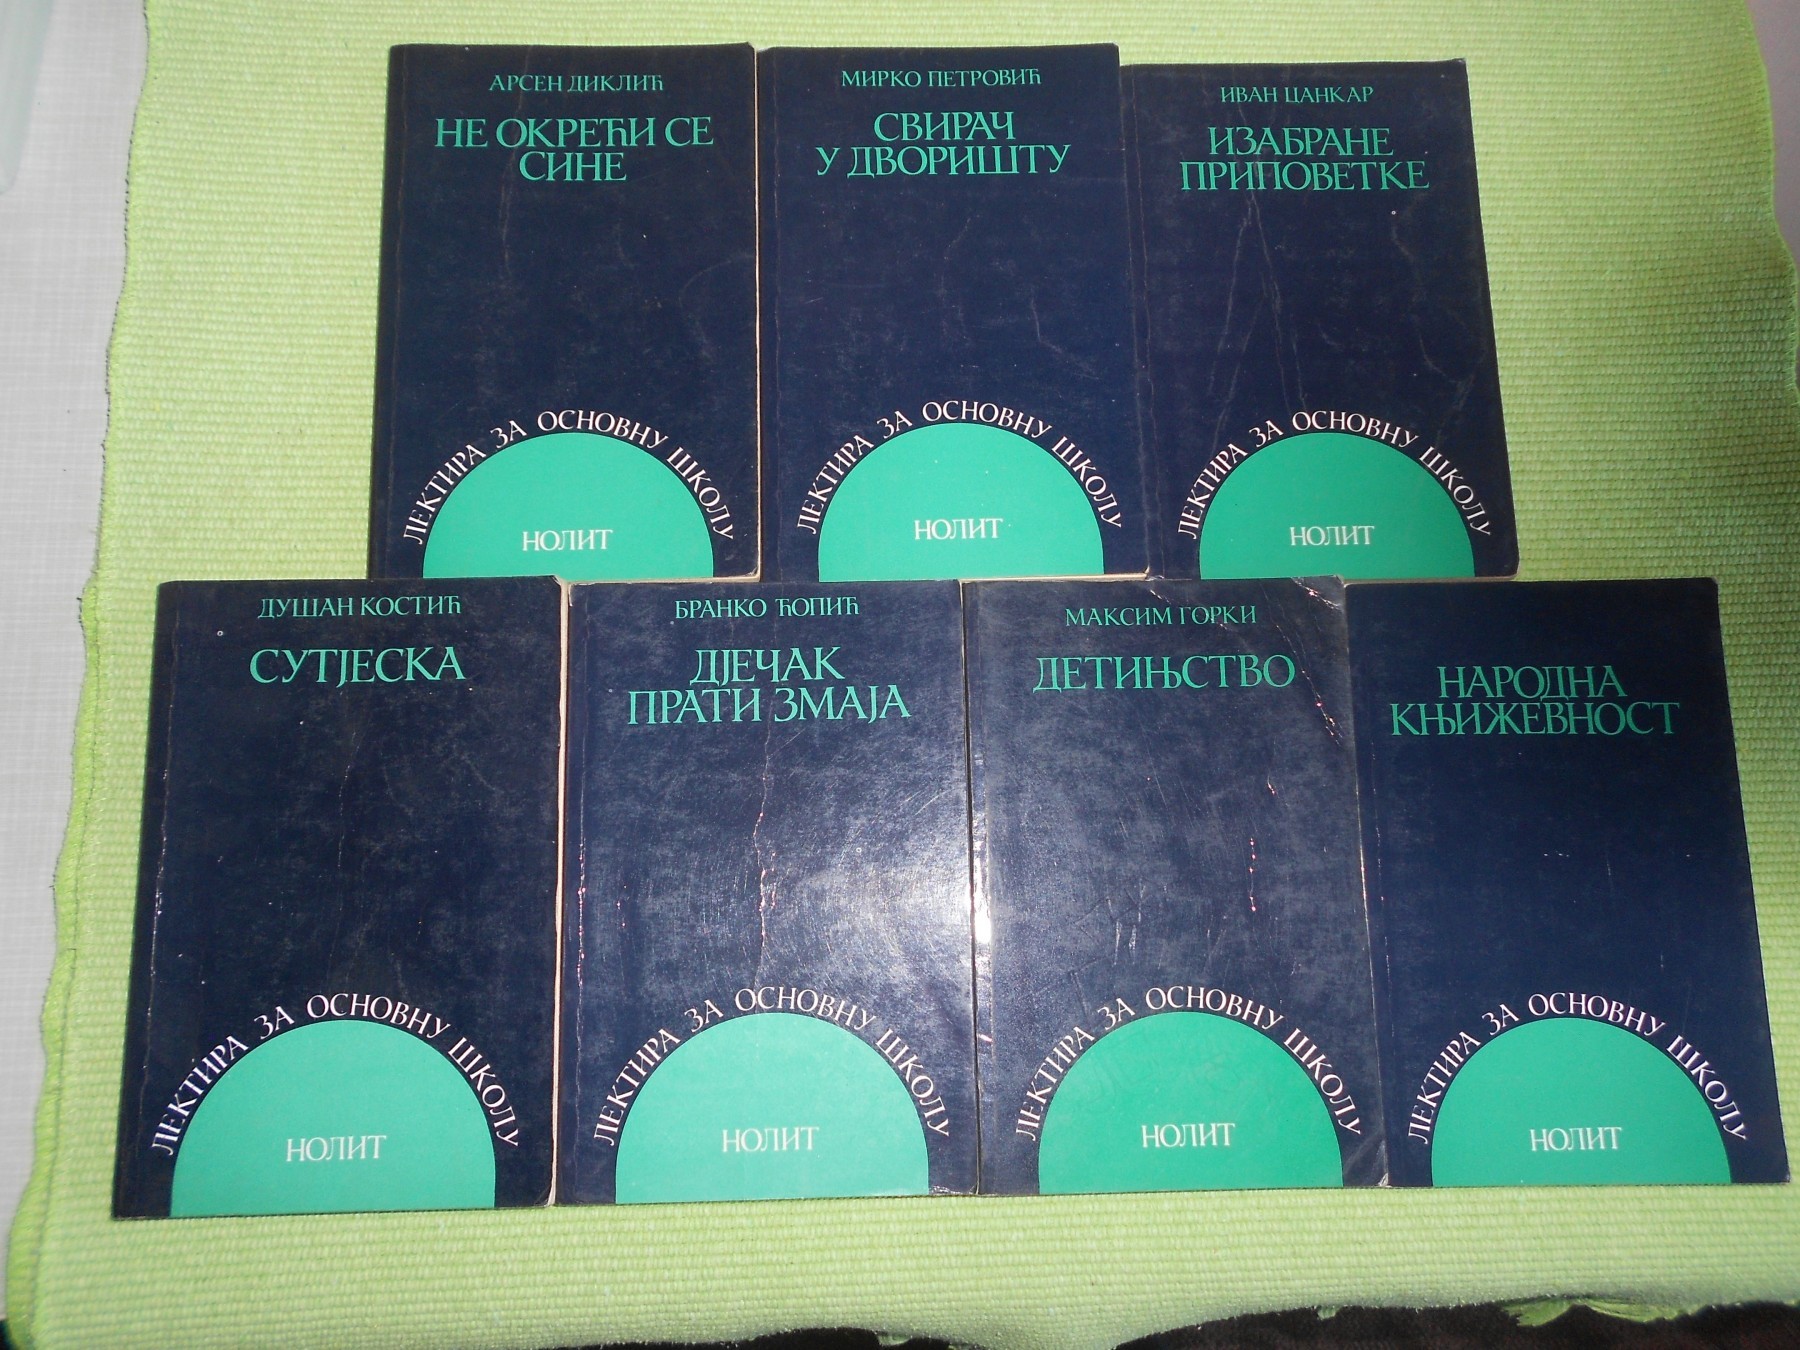 АРСЕН ДИКЛИЋ
НЕ ОКРЕЋИ СЕ
СИНЕ
ЛЕКТИРА ЗА ОСНОВНУ ШКОЛУ
НОЛИТ
МИРКО ПЕТРОВИЋ
СВИРАЧ
У ДВОРИШТУ
ЛЕКТИРА ЗА ОСНОВНУ ШКОЛУ
НОЛИТ
ИВАН ЦАНКАР
ИЗАБРАНЕ
ПРИПОВЕТКЕ
ЛЕКТИРА ЗА ОСНОВНУ ШКОЛУ
НОЛИТ
ДУШАН КОСТИЋ
СУТЈЕСКА
ЛЕКТИРА ЗА ОСНОВНУ ШКОЛУ
НОЛИТ
БРАНКО ЋОПИЋ
ДЈЕЧАК
ПРАТИ ЗМАЈА
ЛЕКТИРА ЗА ОСНОВНУ ШКОЛУ
НОЛИТ
МАКСИМ ГОРКИ
ДЕТИЊСТВО
ЛЕКТИРА ЗА ОСНОВНУ ШКОЛУ
НОЛИТ
НАРОДНА
КЊИЖЕВНОСТ
ЛЕКТИРА ЗА ОСНОВНУ ШКОЛУ
НОЛИТ